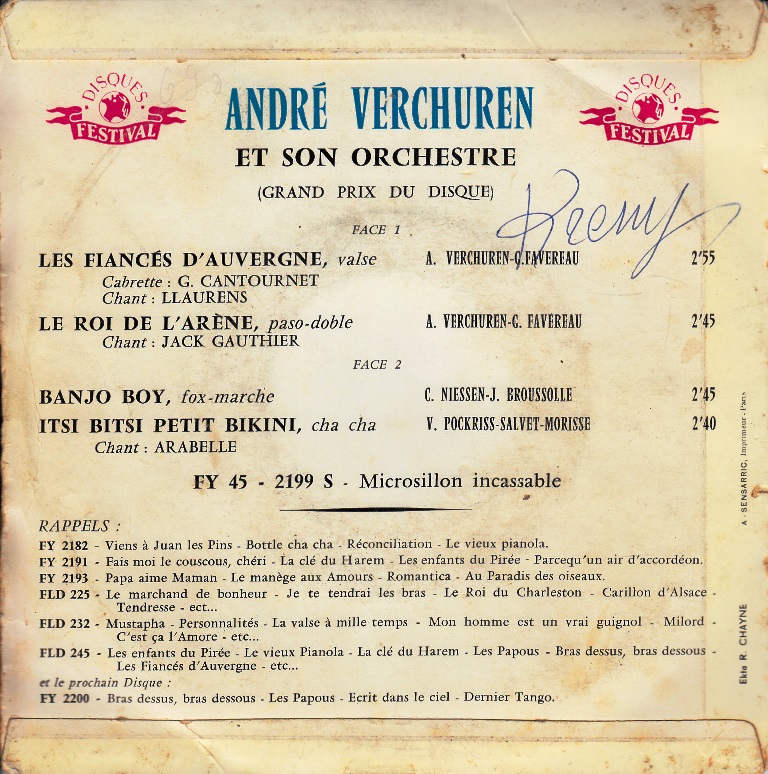 DISQUES FESTIVAL
ANDRÉ VERCHUREN
DISQUES FESTIVAL
ET SON ORCHESTRE
(GRAND PRIX DU DISQUE)
FACE 1
LES FIANCÉS D'AUVERGNE, valse A. VERCHUREN-G.FAVEREAU 2'55
Cabrette : G. CANTOURNET
Chant : LLAURENS
LE ROI DE L'ARÈNE, paso-doble A. VERCHUREN-G. FAVEREAU 2'45
Chant : JACK GAUTHIER
FACE 2
BANJO BOY, fox-marche C. NIESSEN-J. BROUSSOLLE 2'45
ITSI BITSI PETIT BIKINI, cha cha V. POCKRISS-SALVET-MORISSE 2'40
Chant : ARABELLE
FY 45 - 2199 S - Microsillon incassable
RAPPELS :
FY 2182 - Viens à Juan les Pins - Bottle cha cha - Réconciliation - Le vieux pianola.
FY 2191 - Fais moi le couscous, chéri - La clé du Harem - Les enfants du Pirée - Parcequ'un air d'accordéon.
FY 2193 - Papa aime Maman - Le manège aux Amours - Romantica - Au Paradis des oiseaux.
FLD 225 - Le marchand de bonheur - Je te tendrai les bras - Le Roi du Charleston - Carillon d'Alsace -
Tendresse - ect...
FLD 232 - Mustapha - Personnalités - La valse à mille temps - Mon homme est un vrai guignol - Milord -
C'est ça l'Amore - etc...
FLD 245 - Les enfants du Pirée - Le vieux Pianola - La clé du Harem - Les Papous - Bras dessus, bras dessous -
Les Fiancés d'Auvergne - etc...
et le prochain Disque :
FY 2200 - Bras dessus, bras dessous - Les Papous - Ecrit dans le ciel - Dernier Tango.
A. SENSARRIC, Imprimeur - Paris
Ekta R. CHAYNE